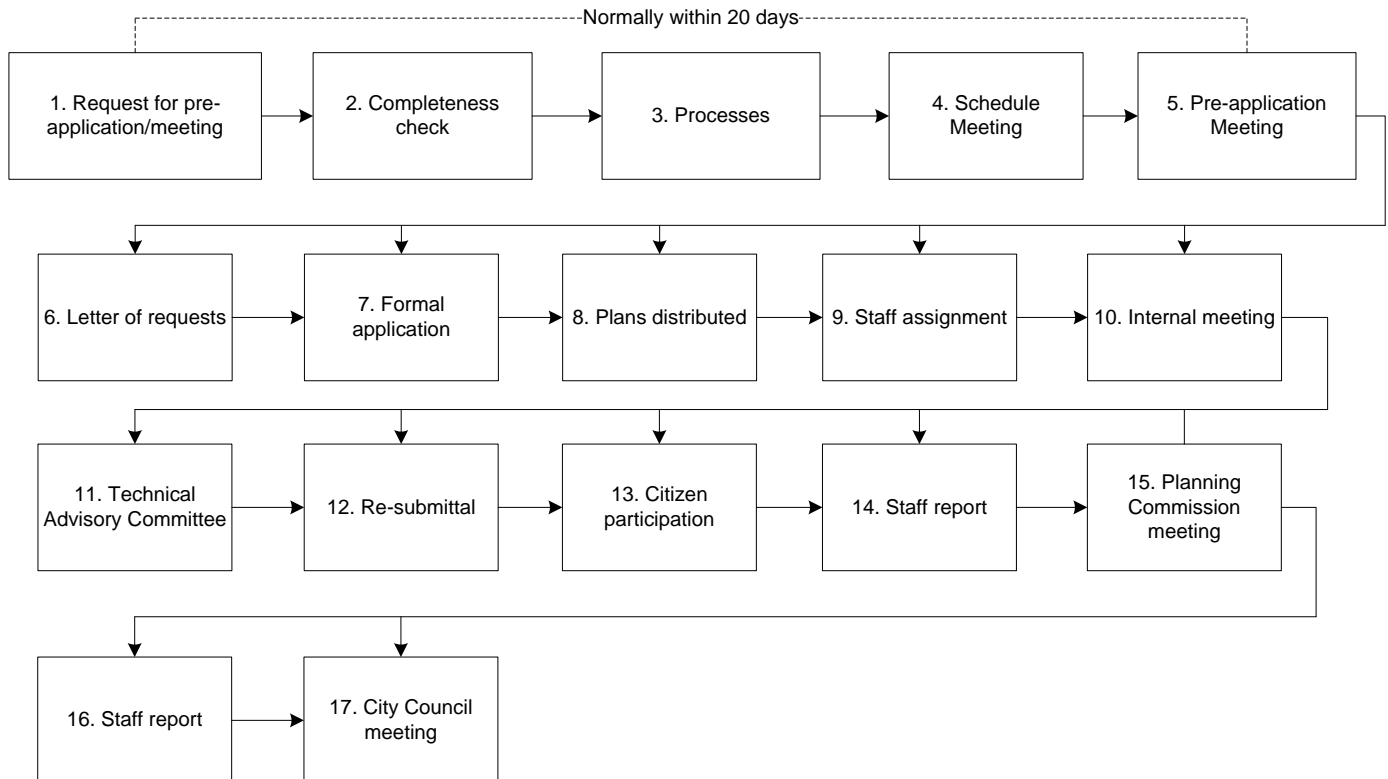 Normally within 20 days
1. Request for pre-
application/meeting
2. Completeness
check
3. Processes
4. Schedule
Meeting
5. Pre-application
Meeting
6. Letter of requests
7. Formal
application
8. Plans distributed
9. Staff assignment
10. Internal meeting
11. Technical
Advisory Committee
12. Re-submittal
13. Citizen
participation
14. Staff report
15. Planning
Commission
meeting
16. Staff report
17. City Council
meeting